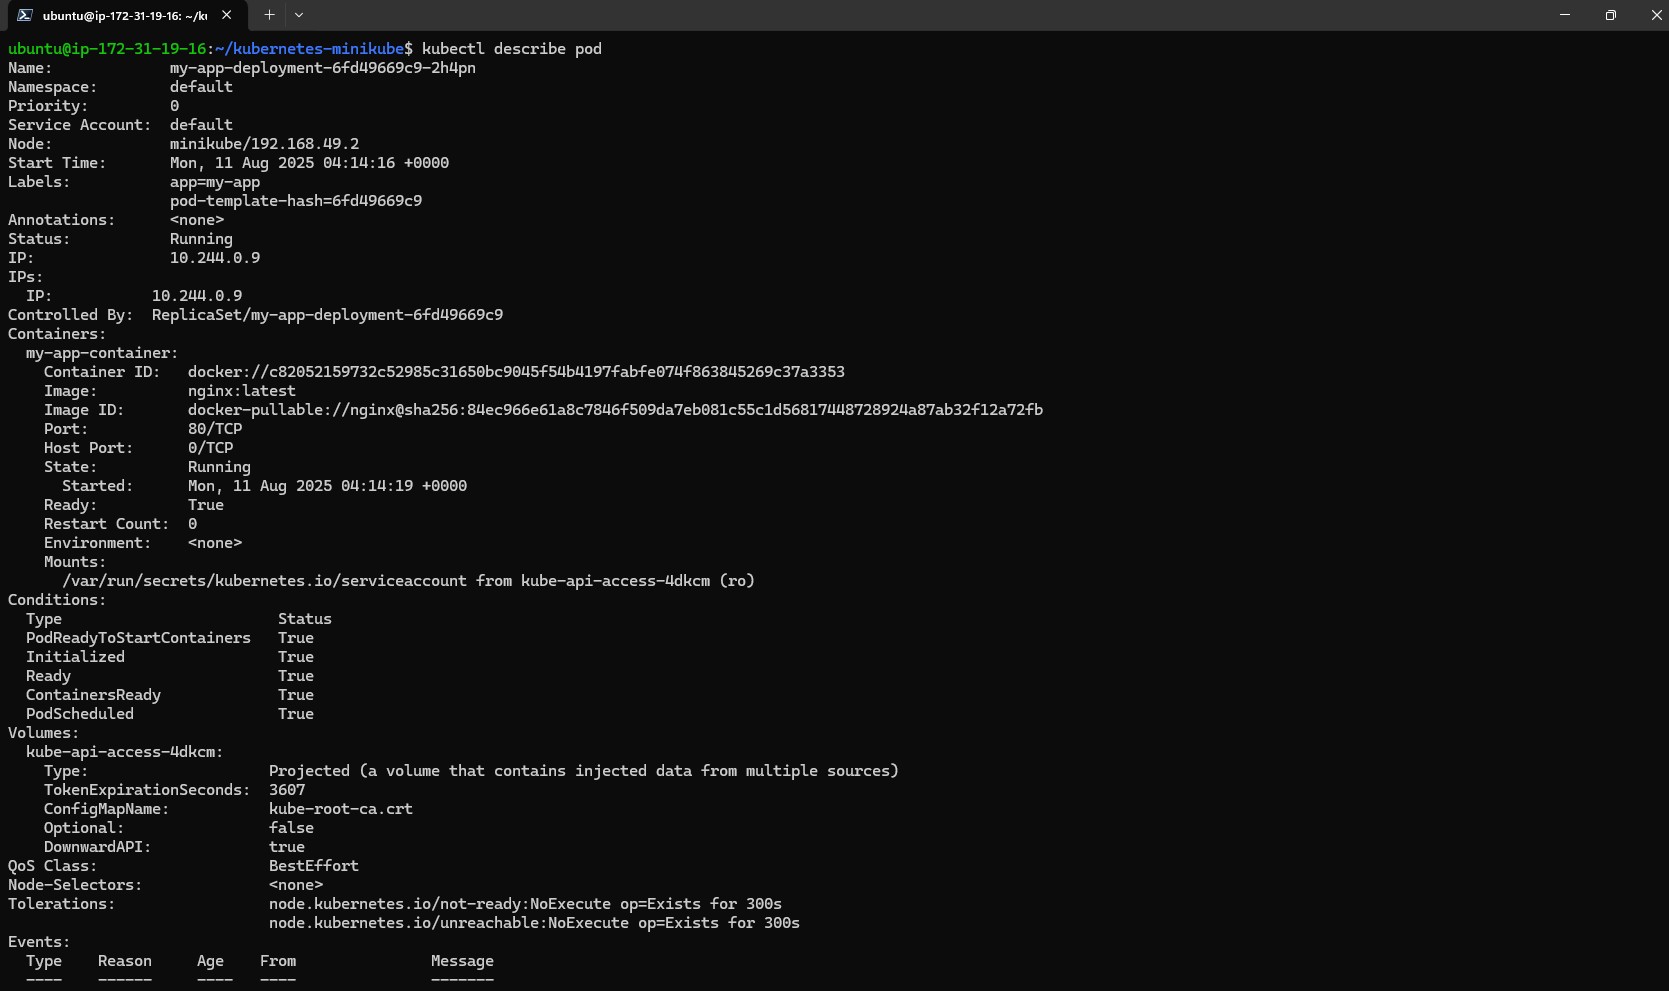 ubuntu@ip-172-31-19-16: ~/ku
ubuntu@ip-172-31-19-16:~/kubernetes-minikube$ kubectl describe pod
Name:             my-app-deployment-6fd49669c9-2h4pn
Namespace:        default
Priority:         0
Service Account:  default
Node:             minikube/192.168.49.2
Start Time:       Mon, 11 Aug 2025 04:14:16 +0000
Labels:           app=my-app
                  pod-template-hash=6fd49669c9
Annotations:      <none>
Status:           Running
IP:               10.244.0.9
IPs:
  IP:           10.244.0.9
Controlled By:  ReplicaSet/my-app-deployment-6fd49669c9
Containers:
  my-app-container:
    Container ID:   docker://c82052159732c52985c31650bc9045f54b4197fabfe074f863845269c37a3353
    Image:          nginx:latest
    Image ID:       docker-pullable://nginx@sha256:84ec966e61a8c7846f509da7eb081c55c1d56817448728924a87ab32f12a72fb
    Port:           80/TCP
    Host Port:      0/TCP
    State:          Running
      Started:      Mon, 11 Aug 2025 04:14:19 +0000
    Ready:          True
    Restart Count:  0
    Environment:    <none>
    Mounts:
      /var/run/secrets/kubernetes.io/serviceaccount from kube-api-access-4dkcm (ro)
Conditions:
  Type                        Status
  PodReadyToStartContainers   True
  Initialized                 True
  Ready                       True
  ContainersReady             True
  PodScheduled                True
Volumes:
  kube-api-access-4dkcm:
    Type:                    Projected (a volume that contains injected data from multiple sources)
    TokenExpirationSeconds:  3607
    ConfigMapName:           kube-root-ca.crt
    Optional:                false
    DownwardAPI:             true
QoS Class:                   BestEffort
Node-Selectors:              <none>
Tolerations:                 node.kubernetes.io/not-ready:NoExecute op=Exists for 300s
                             node.kubernetes.io/unreachable:NoExecute op=Exists for 300s
Events:
  Type    Reason     Age   From               Message
  ----    ------     ----  ----               -------